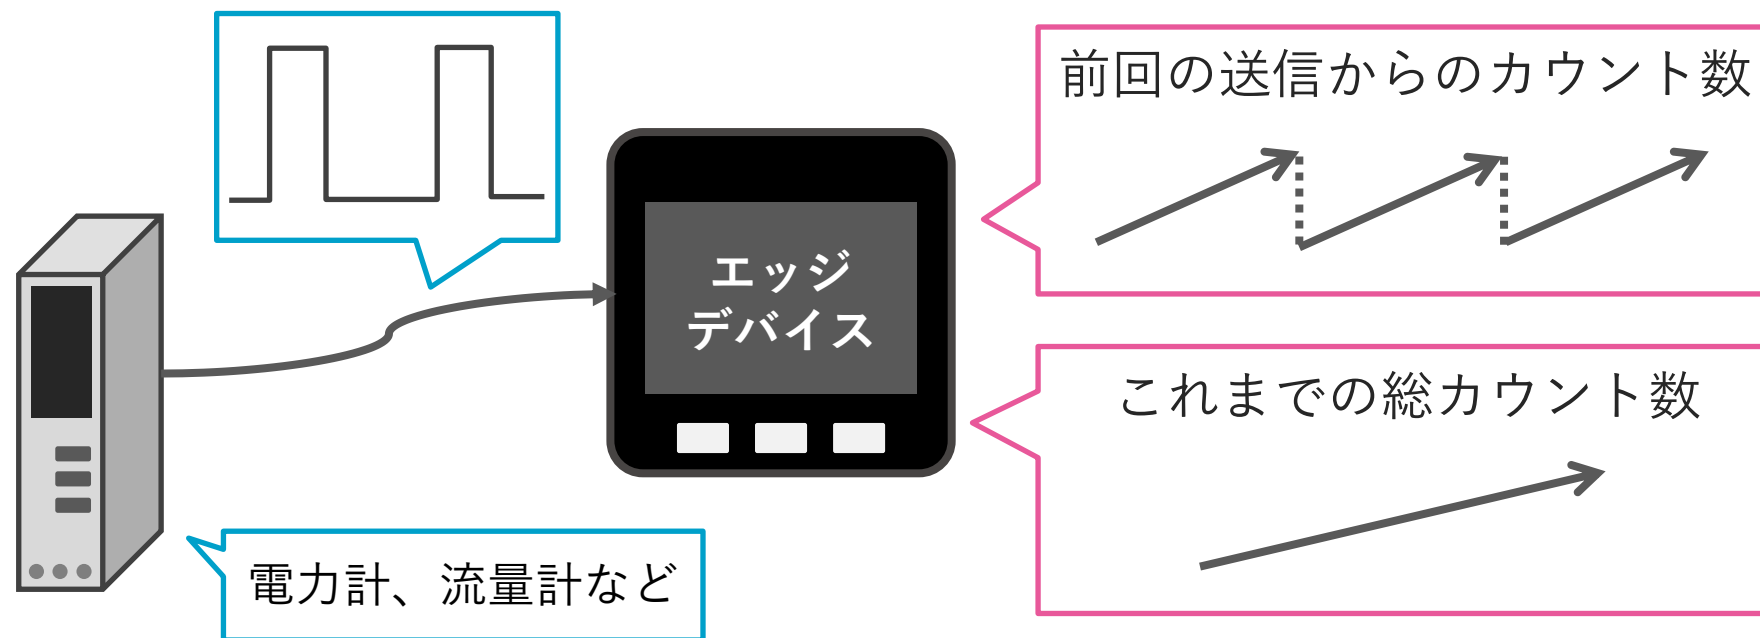 前回の送信からのカウント数
エッジ
デバイス
これまでの総カウント数
電力計、流量計など